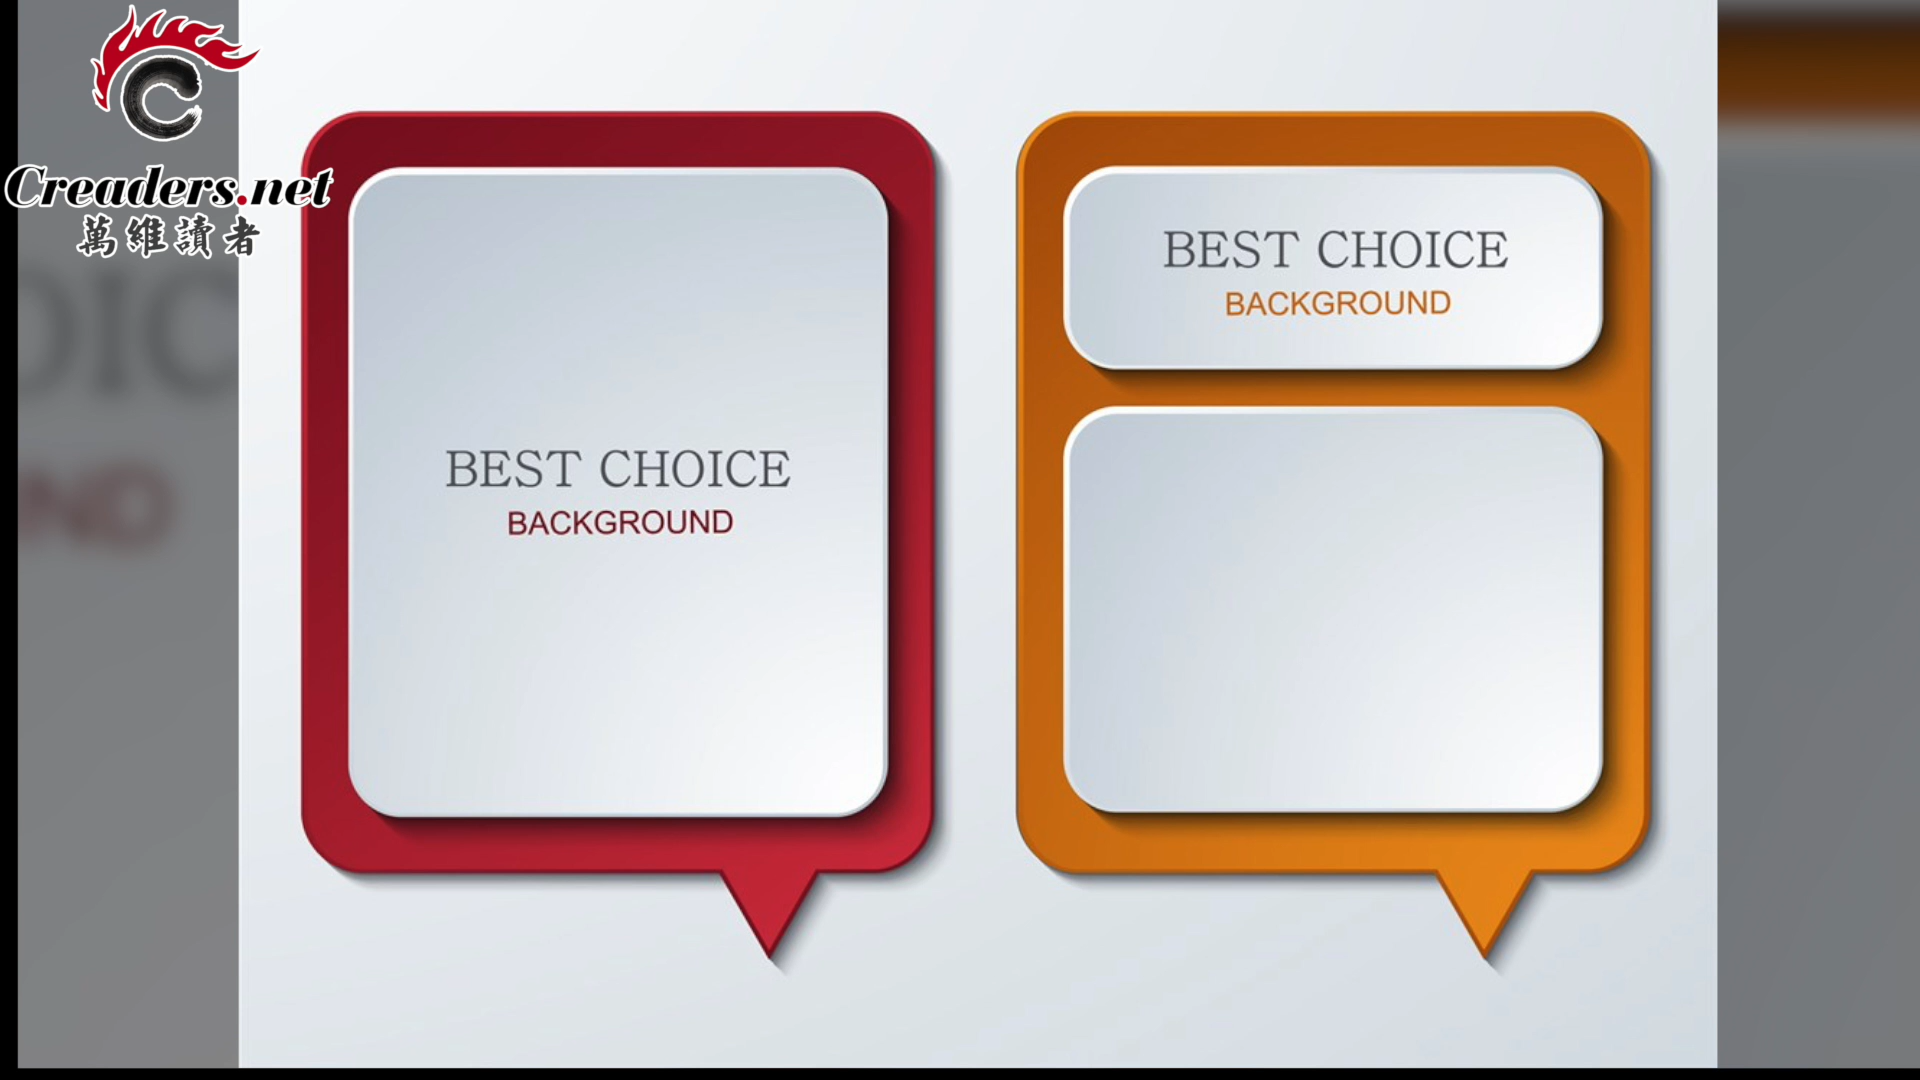 Creaders.net
萬維讀者
BEST CHOICE
BACKGROUND
BEST CHOICE
BACKGROUND